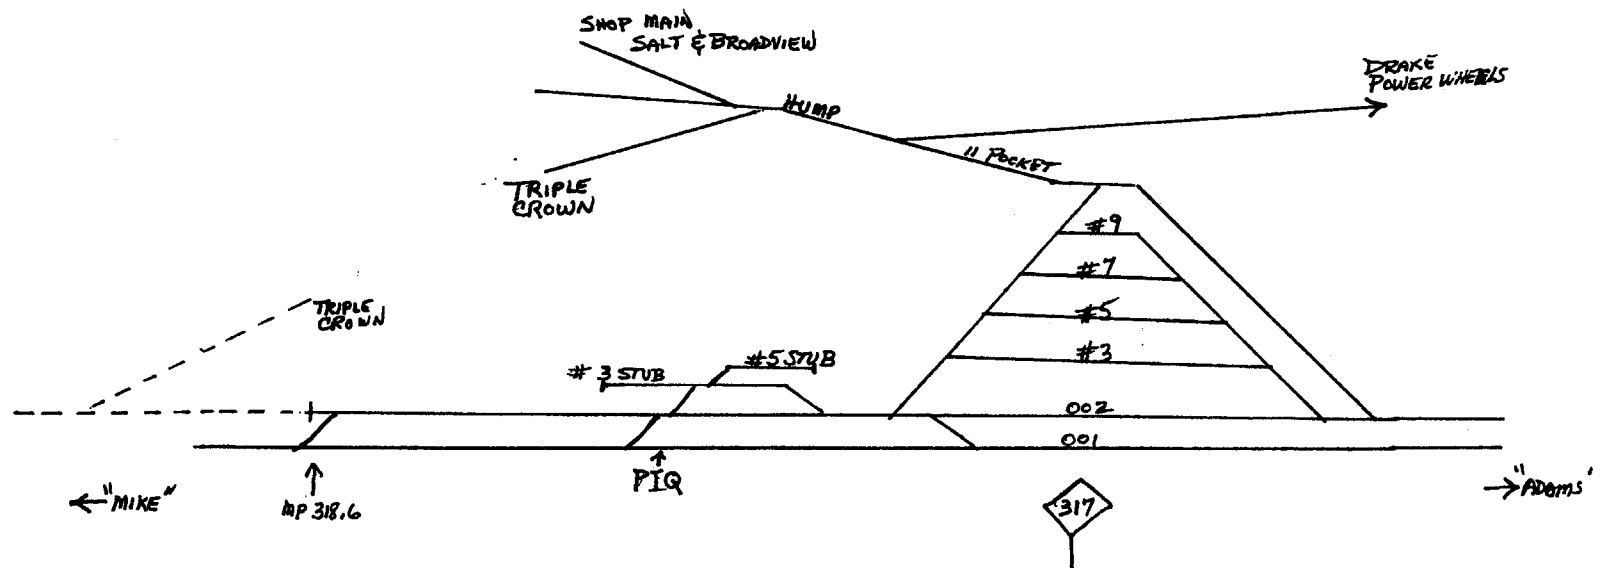 SHOP MAIN
SALT & BROADVIEW
DRAKE
POWER WHEELS
HUMP
" POCKET
TRIPLE
CROWN
#9
#7
#5
#3
TRIPLE
CROWN
#5 STUB
# 3 STUB
002
001
PIQ
"MIKE"
MP 318.6
317
"ADAMS'